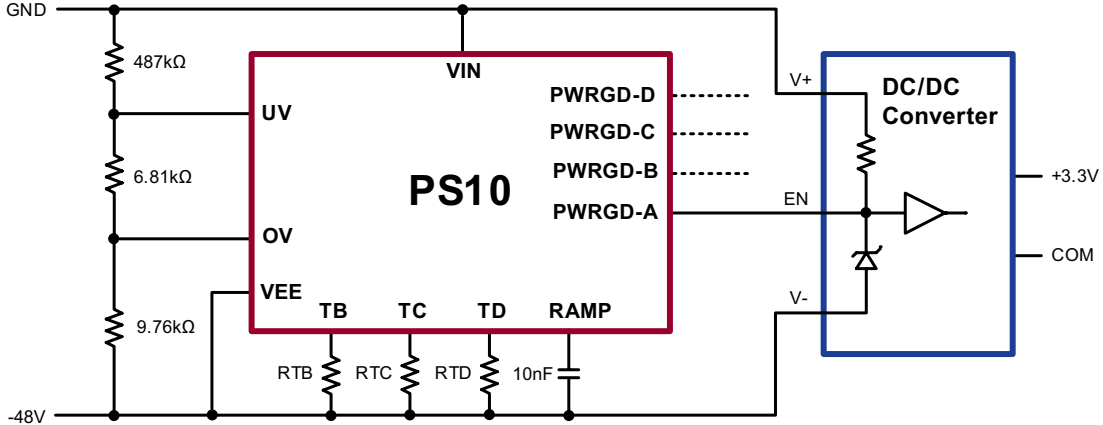 GND
487kΩ
6.81kΩ
9.76kΩ
-48V
VIN
UV
OV
VEE
PS10
PWRGD-D
PWRGD-C
PWRGD-B
PWRGD-A
TB
TC
TD
RAMP
RTB
RTC
RTD
10nF
V+
EN
V-
DC/DC
Converter
+3.3V
COM